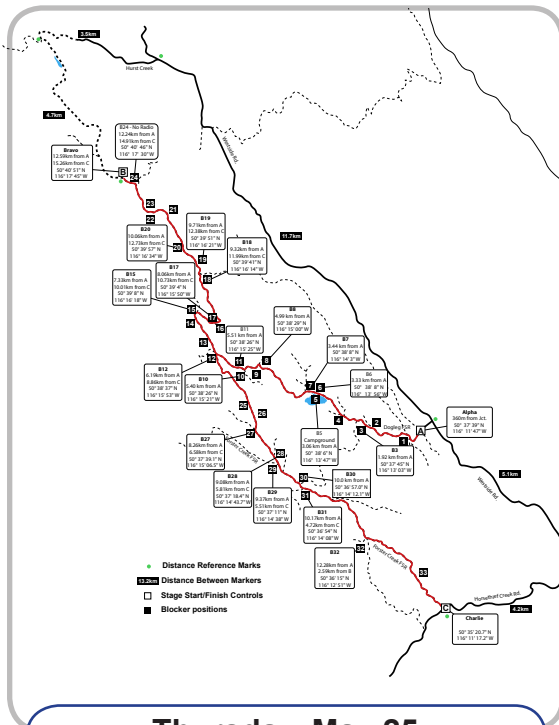 3.5km
Hurst Creek
4.7km
Westside Rd.
B24 - No Radio
12.24km from A
14.91km from C
50° 40' 46" N
116° 17' 30" W
Bravo
12.59km from A
15.26km from C
50° 40' 51" N
116° 17' 45" W
B
24
23
22
21
B19
9.71km from A
12.38km from C
50° 39' 51" N
116° 16' 21" W
B20
10.06km from A
12.73km from C
50° 39' 57" N
116° 16' 34" W
20
19
11.7km
B18
9.32km from A
11.99km from C
50° 39' 41" N
116° 16' 14" W
18
B17
8.06km from A
10.73km from C
50° 39' 4" N
116° 15' 50" W
B15
7.33km from A
10.01km from C
50° 39' 8" N
116° 16' 18" W
15
14
17
16
B8
4.99 km from A
50° 38' 29" N
116° 15' 00" W
B11
5.51 km from A
50° 38' 26" N
116° 15' 25" W
13
12
11
8
B7
3.44 km from A
50° 38' 8" N
116° 14' 3" W
B12
6.19km from A
8.86km from C
50° 38' 37" N
116° 15' 53" W
B10
5.40 km from A
50° 38' 26" N
116° 15' 21" W
10
9
B6
3.33 km from A
50° 38' 8" N
116° 13' 56" W
7
6
5
25
26
4
2
3
Dogleg FSR
1
A
Alpha
360m from Jct.
50° 37' 39" N
116° 11' 47" W
B27
8.26km from A
6.58km from C
50° 37' 39.1" N
116° 15' 06.5" W
27
B5
Campground
3.06 km from A
50° 38' 6" N
116° 13' 47" W
B3
1.92 km from A
50° 37' 45" N
116° 13' 03" W
Forster Creek FSR
28
B28
9.08km from A
5.81km from C
50° 37' 18.4" N
116° 14' 43.7" W
29
B29
9.37km from A
5.51km from C
50° 37' 11" N
116° 14' 38" W
30
B30
10.0 km from A
50° 36' 57.0" N
116° 14' 12.1" W
31
Westside Rd.
5.1km
B31
10.17km from A
4.72km from C
50° 36' 54" N
116° 14' 08" W
B32
12.28km from A
2.59km from B
50° 36' 15" N
116° 12' 51" W
32
Forster Creek FSR
33
Horsethief Creek Rd.
4.2km
C
Charlie
50° 35' 20.7" N
116° 11' 17.2" W
Distance Reference Marks
13.2km Distance Between Markers
Stage Start/Finish Controls
Blocker positions